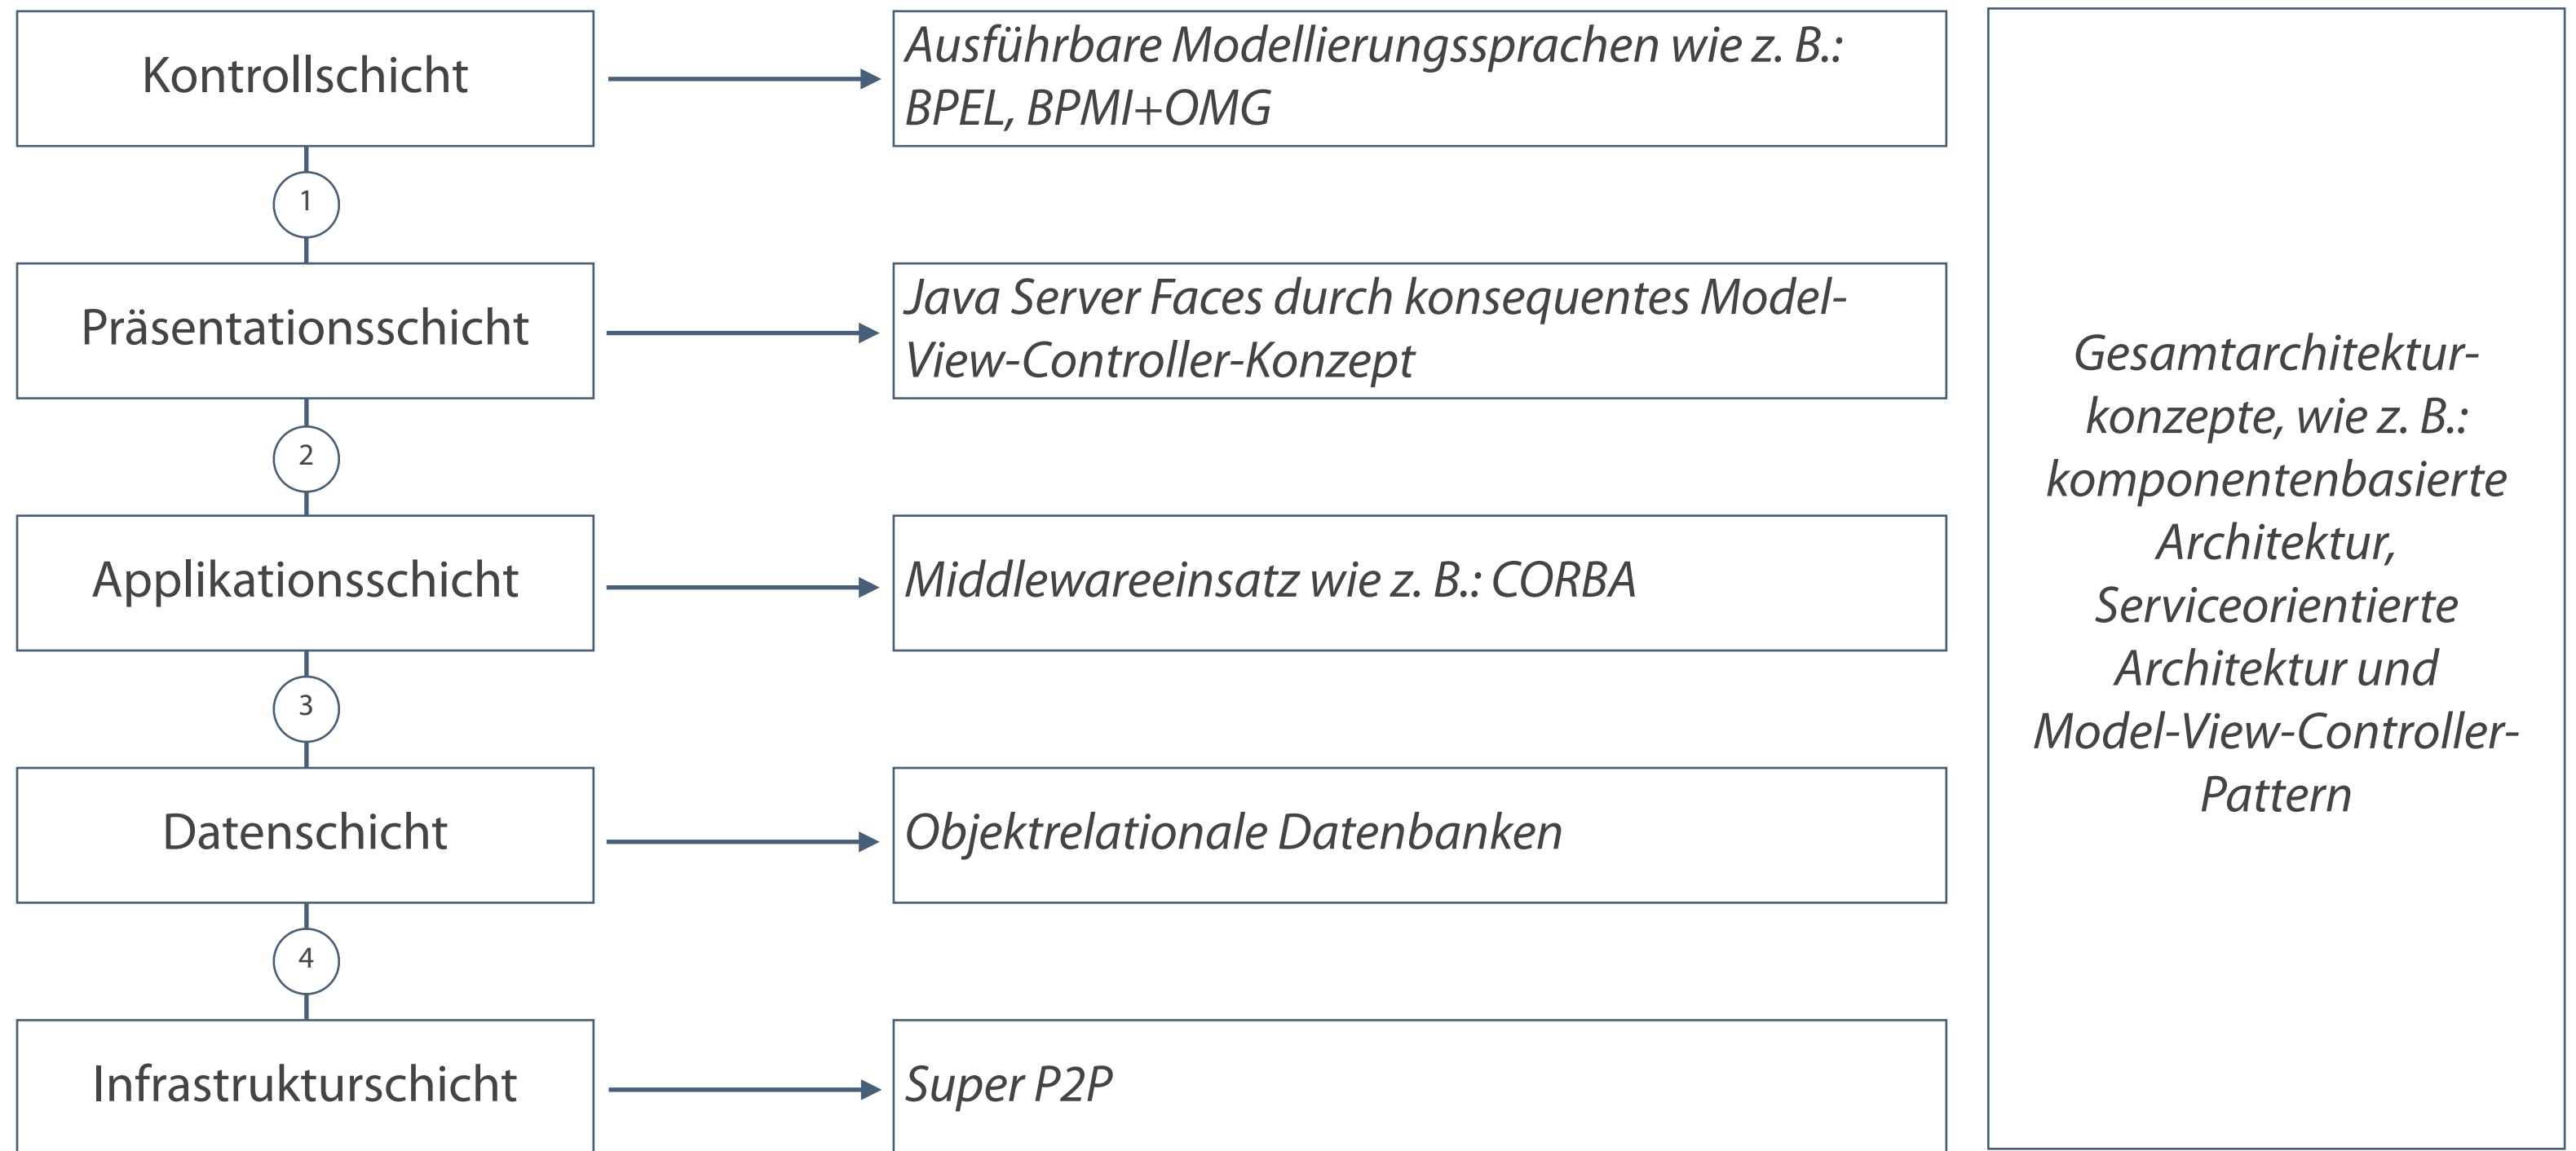 Kontrollschicht
Ausführbare Modellierungssprachen wie z. B.:
BPEL, BPMI+OMG
1
Präsentationsschicht
Java Server Faces durch konsequentes Model-
View-Controller-Konzept
2
Applikationsschicht
Middlewareeinsatz wie z. B.: CORBA
3
Datenschicht
Objektrelationale Datenbanken
4
Infrastrukturschicht
Super P2P
Gesamtarchitektur-
konzepte, wie z. B.:
komponentenbasierte
Architektur,
Serviceorientierte
Architektur und
Model-View-Controller-
Pattern